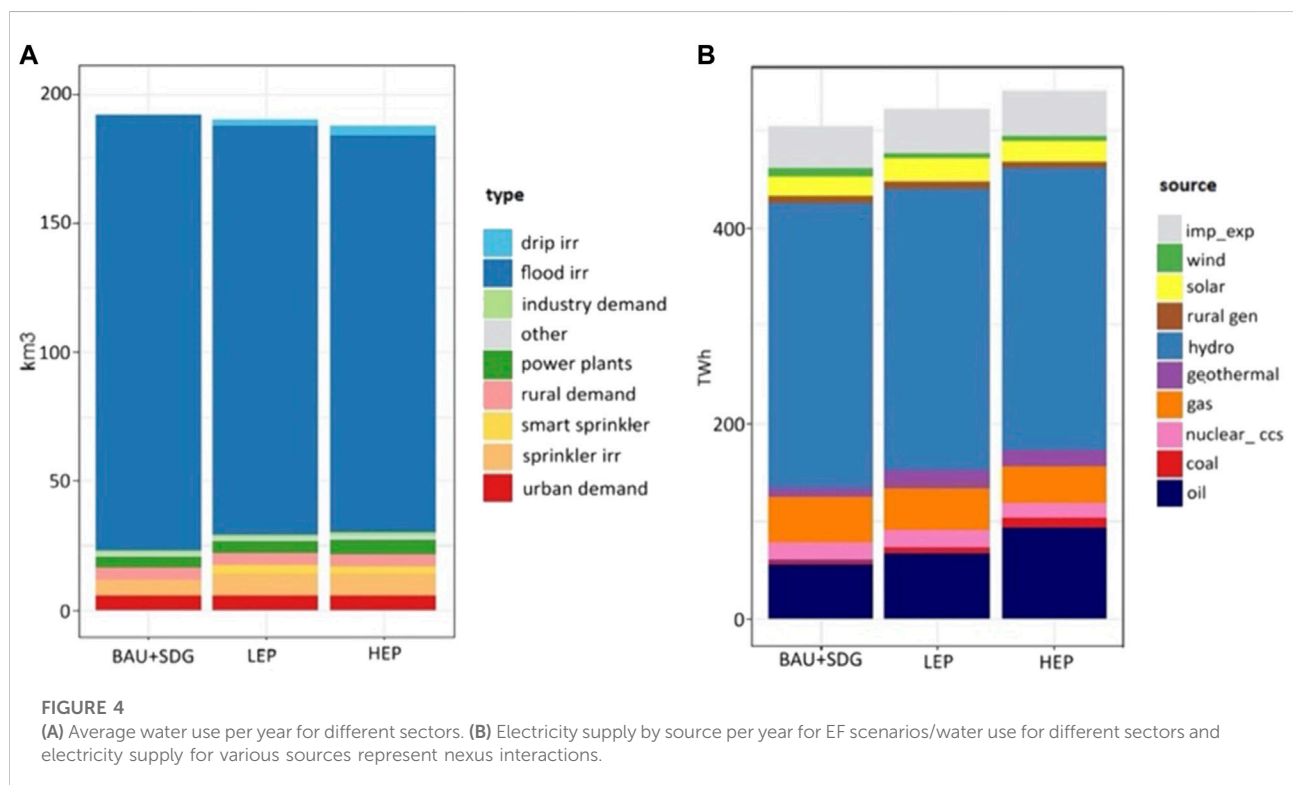 A
200
150
100
50
0
km3
BAU+SDG LEP HEP
type
drip irr
flood irr
industry demand
other
power plants
rural demand
smart sprinkler
sprinkler irr
urban demand
B
400
200
0
TWh
BAU+SDG LEP HEP
source
imp_exp
wind
solar
rural gen
hydro
geothermal
gas
nuclear_ ccs
coal
oil
FIGURE 4
(A) Average water use per year for different sectors. (B) Electricity supply by source per year for EF scenarios/water use for different sectors and
electricity supply for various sources represent nexus interactions.